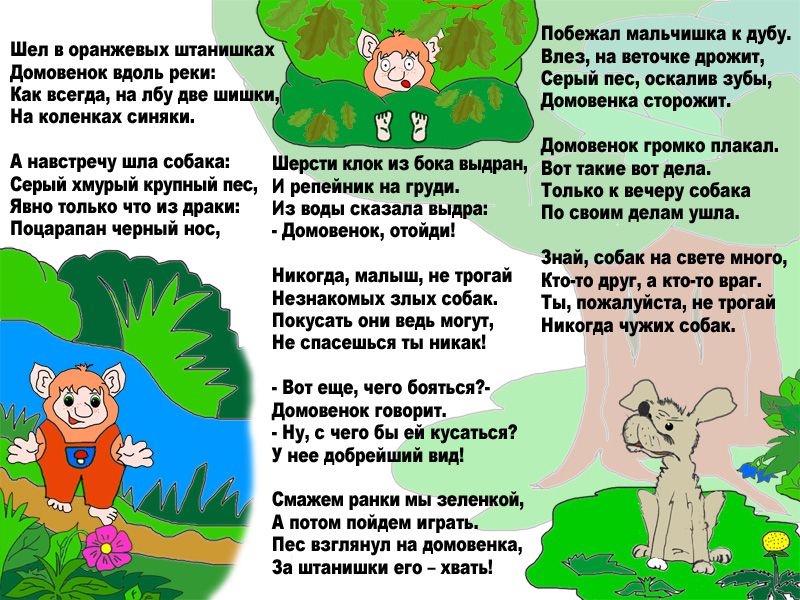 Шел в оранжевых штанишках
Домовенок вдоль реки:
Как всегда, на лбу две шишки,
На коленках синяки.
А навстречу шла собака:
Серый хмурый крупный пес,
Явно только что из драки:
Поцарапан черный нос,
Шерсти клок из бока выдран,
И репейник на груди.
Из воды сказала выдра:
- Домовенок, отойди!
Никогда, малыш, не трогай
Незнакомых злых собак.
Покусать они ведь могут,
Не спасешься ты никак!
- Вот еще, чего бояться?-
Домовенок говорит.
- Ну, с чего бы ей кусаться?
У нее добрейший вид!
Смажем ранки мы зеленкой,
А потом пойдем играть.
Пес взглянул на домовенка,
За штанишки его – хвать!
Побежал мальчишка к дубу.
Влез, на веточке дрожит,
Серый пес, оскалив зубы,
Домовенка сторожит.
Домовенок громко плакал.
Вот такие вот дела.
Только к вечеру собака
По своим делам ушла.
Знай, собак на свете много,
Кто-то друг, а кто-то враг.
Ты, пожалуйста, не трогай
Никогда чужих собак.